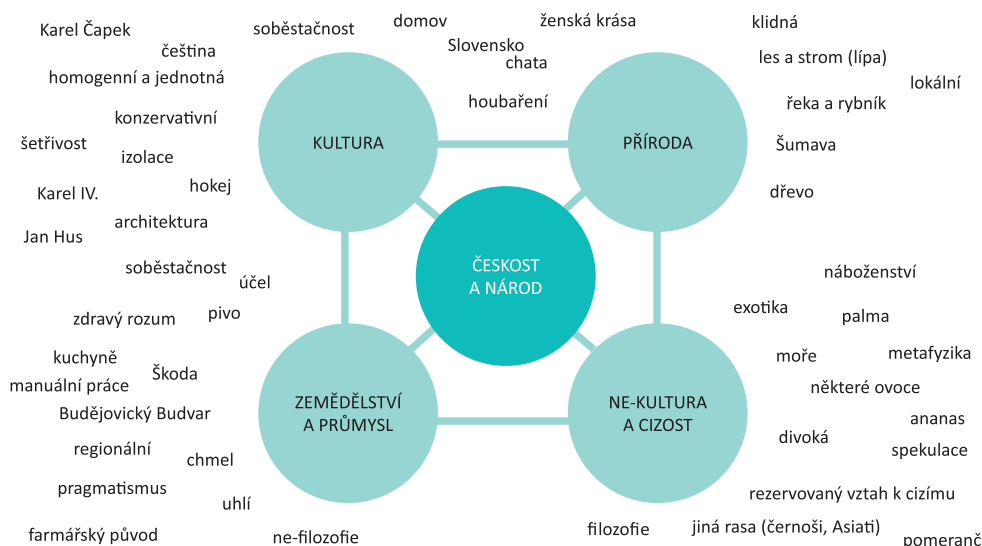 Karel Čapek
soběstačnost
domov
ženská krása
klidná
čeština
Slovensko
chata
les a strom (lípa)
homogenní a jednotná
lokální
houbaření
řeka a rybník
konzervativní
šetřivost
izolace
KULTURA
PŘÍRODA
Šumava
Karel IV.
hokej
dřevo
architektura
Jan Hus
soběstačnost
účel
ČESKOST
A NÁROD
náboženství
exotika
palma
zdravý rozum
pivo
kuchyně
Škoda
moře
metafyzika
manuální práce
některé ovoce
ZEMĚDĚLSTVÍ
A PRŮMYSL
NE-KULTURA
A CIZOST
Budějovický Budvar
ananas
divoká
regionální
chmel
spekulace
pragmatismus
uhlí
rezervovaný vztah k cizímu
farmářský původ
ne-filozofie
filozofie
jiná rasa (černoši, Asiati)
pomeranč